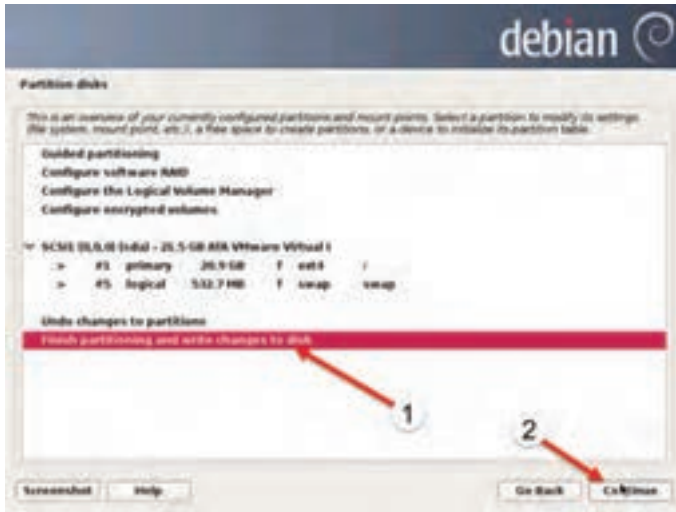 debian
Partition disks
This is an overview of your currently configured partitions and mount points. Select a partition to modify its settings
(file system, mount point, etc.), a free space to create partitions, or a device to initialize its partition table.
Guided partitioning
Configure software RAID
Configure the Logical Volume Manager
Configure encrypted volumes
SCSI1 (0,0,0) (sda) - 21.5 GB ATA VMware Virtual I
> #1 primary 20.9 GB f ext4 /
> #5 logical 532.7 MB f swap swap
Undo changes to partitions
Finish partitioning and write changes to disk
1
2
Screenshot Help Go Back Continue